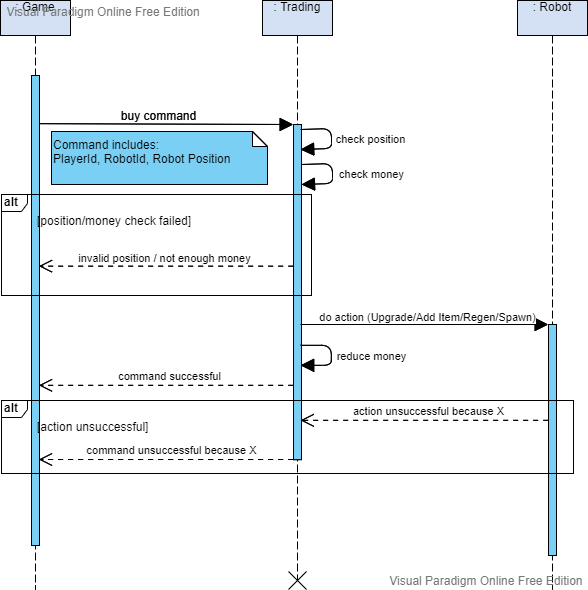 : Game
: Trading
: Robot
Visual Paradigm Online Free Edition
buy command
Command includes:
PlayerId, RobotId, Robot Position
check position
check money
alt
[position/money check failed]
invalid position / not enough money
do action (Upgrade/Add Item/Regen/Spawn)
reduce money
command successful
alt
action unsuccessful because X
[action unsuccessful]
command unsuccessful because X
Visual Paradigm Online Free Edition